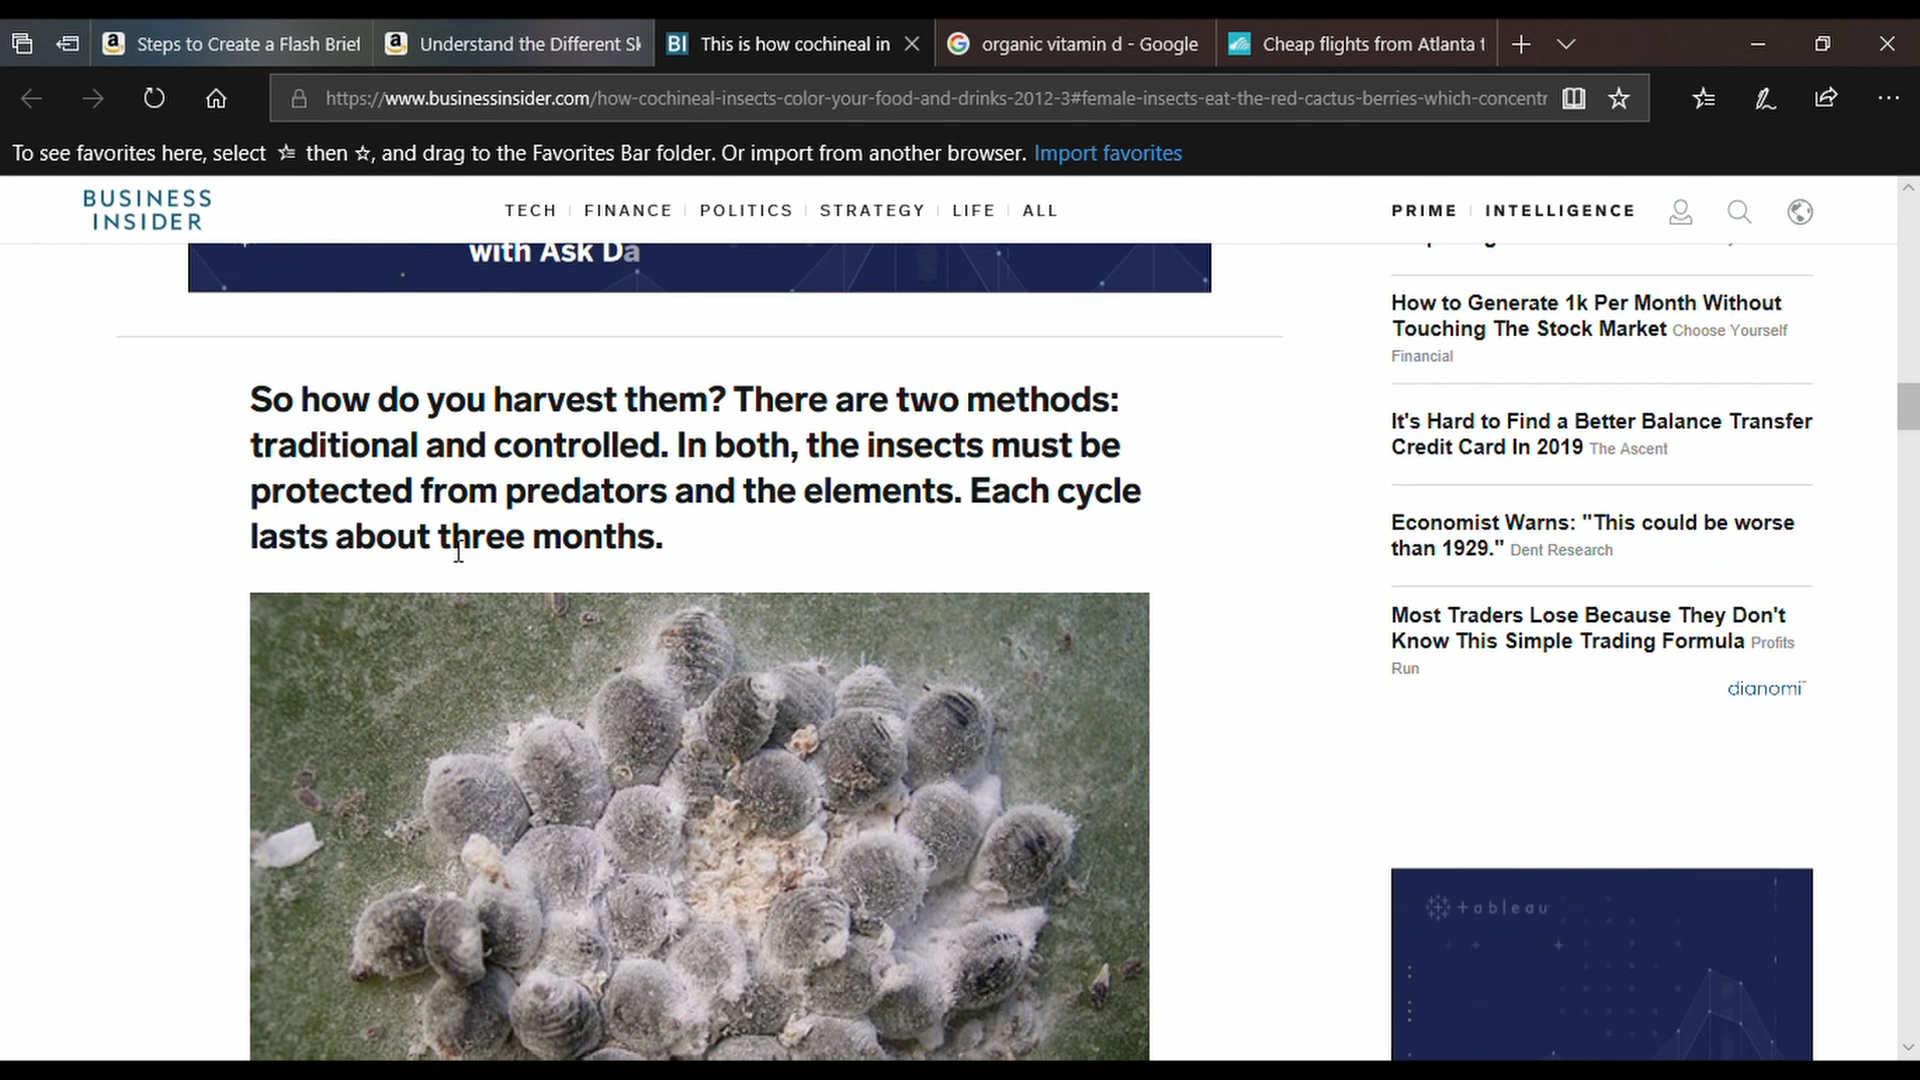 Steps to Create a Flash Brief
Understand the Different Sk
BI This is how cochineal in
organic vitamin d - Google
Cheap flights from Atlanta t
https://www.businessinsider.com/how-cochineal-insects-color-your-food-and-drinks-2012-3#female-insects-eat-the-red-cactus-berries-which-concentr
To see favorites here, select then , and drag to the Favorites Bar folder. Or import from another browser. Import favorites
BUSINESS
INSIDER
TECH FINANCE POLITICS STRATEGY LIFE ALL
PRIME INTELLIGENCE
with Ask Da
So how do you harvest them? There are two methods:
traditional and controlled. In both, the insects must be
protected from predators and the elements. Each cycle
lasts about three months.
How to Generate 1k Per Month Without
Touching The Stock Market Choose Yourself
Financial
It's Hard to Find a Better Balance Transfer
Credit Card In 2019 The Ascent
Economist Warns: "This could be worse
than 1929." Dent Research
Most Traders Lose Because They Don't
Know This Simple Trading Formula Profits
Run
dianomi
+ableau